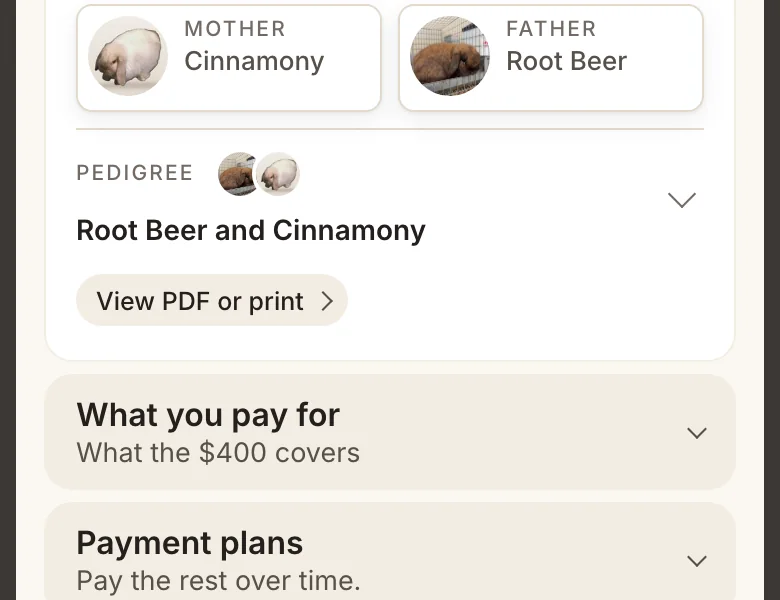 MOTHER
Cinnamony
FATHER
Root Beer
PEDIGREE
Root Beer and Cinnamony
View PDF or print
What you pay for
What the $400 covers
Payment plans
Pay the rest over time.